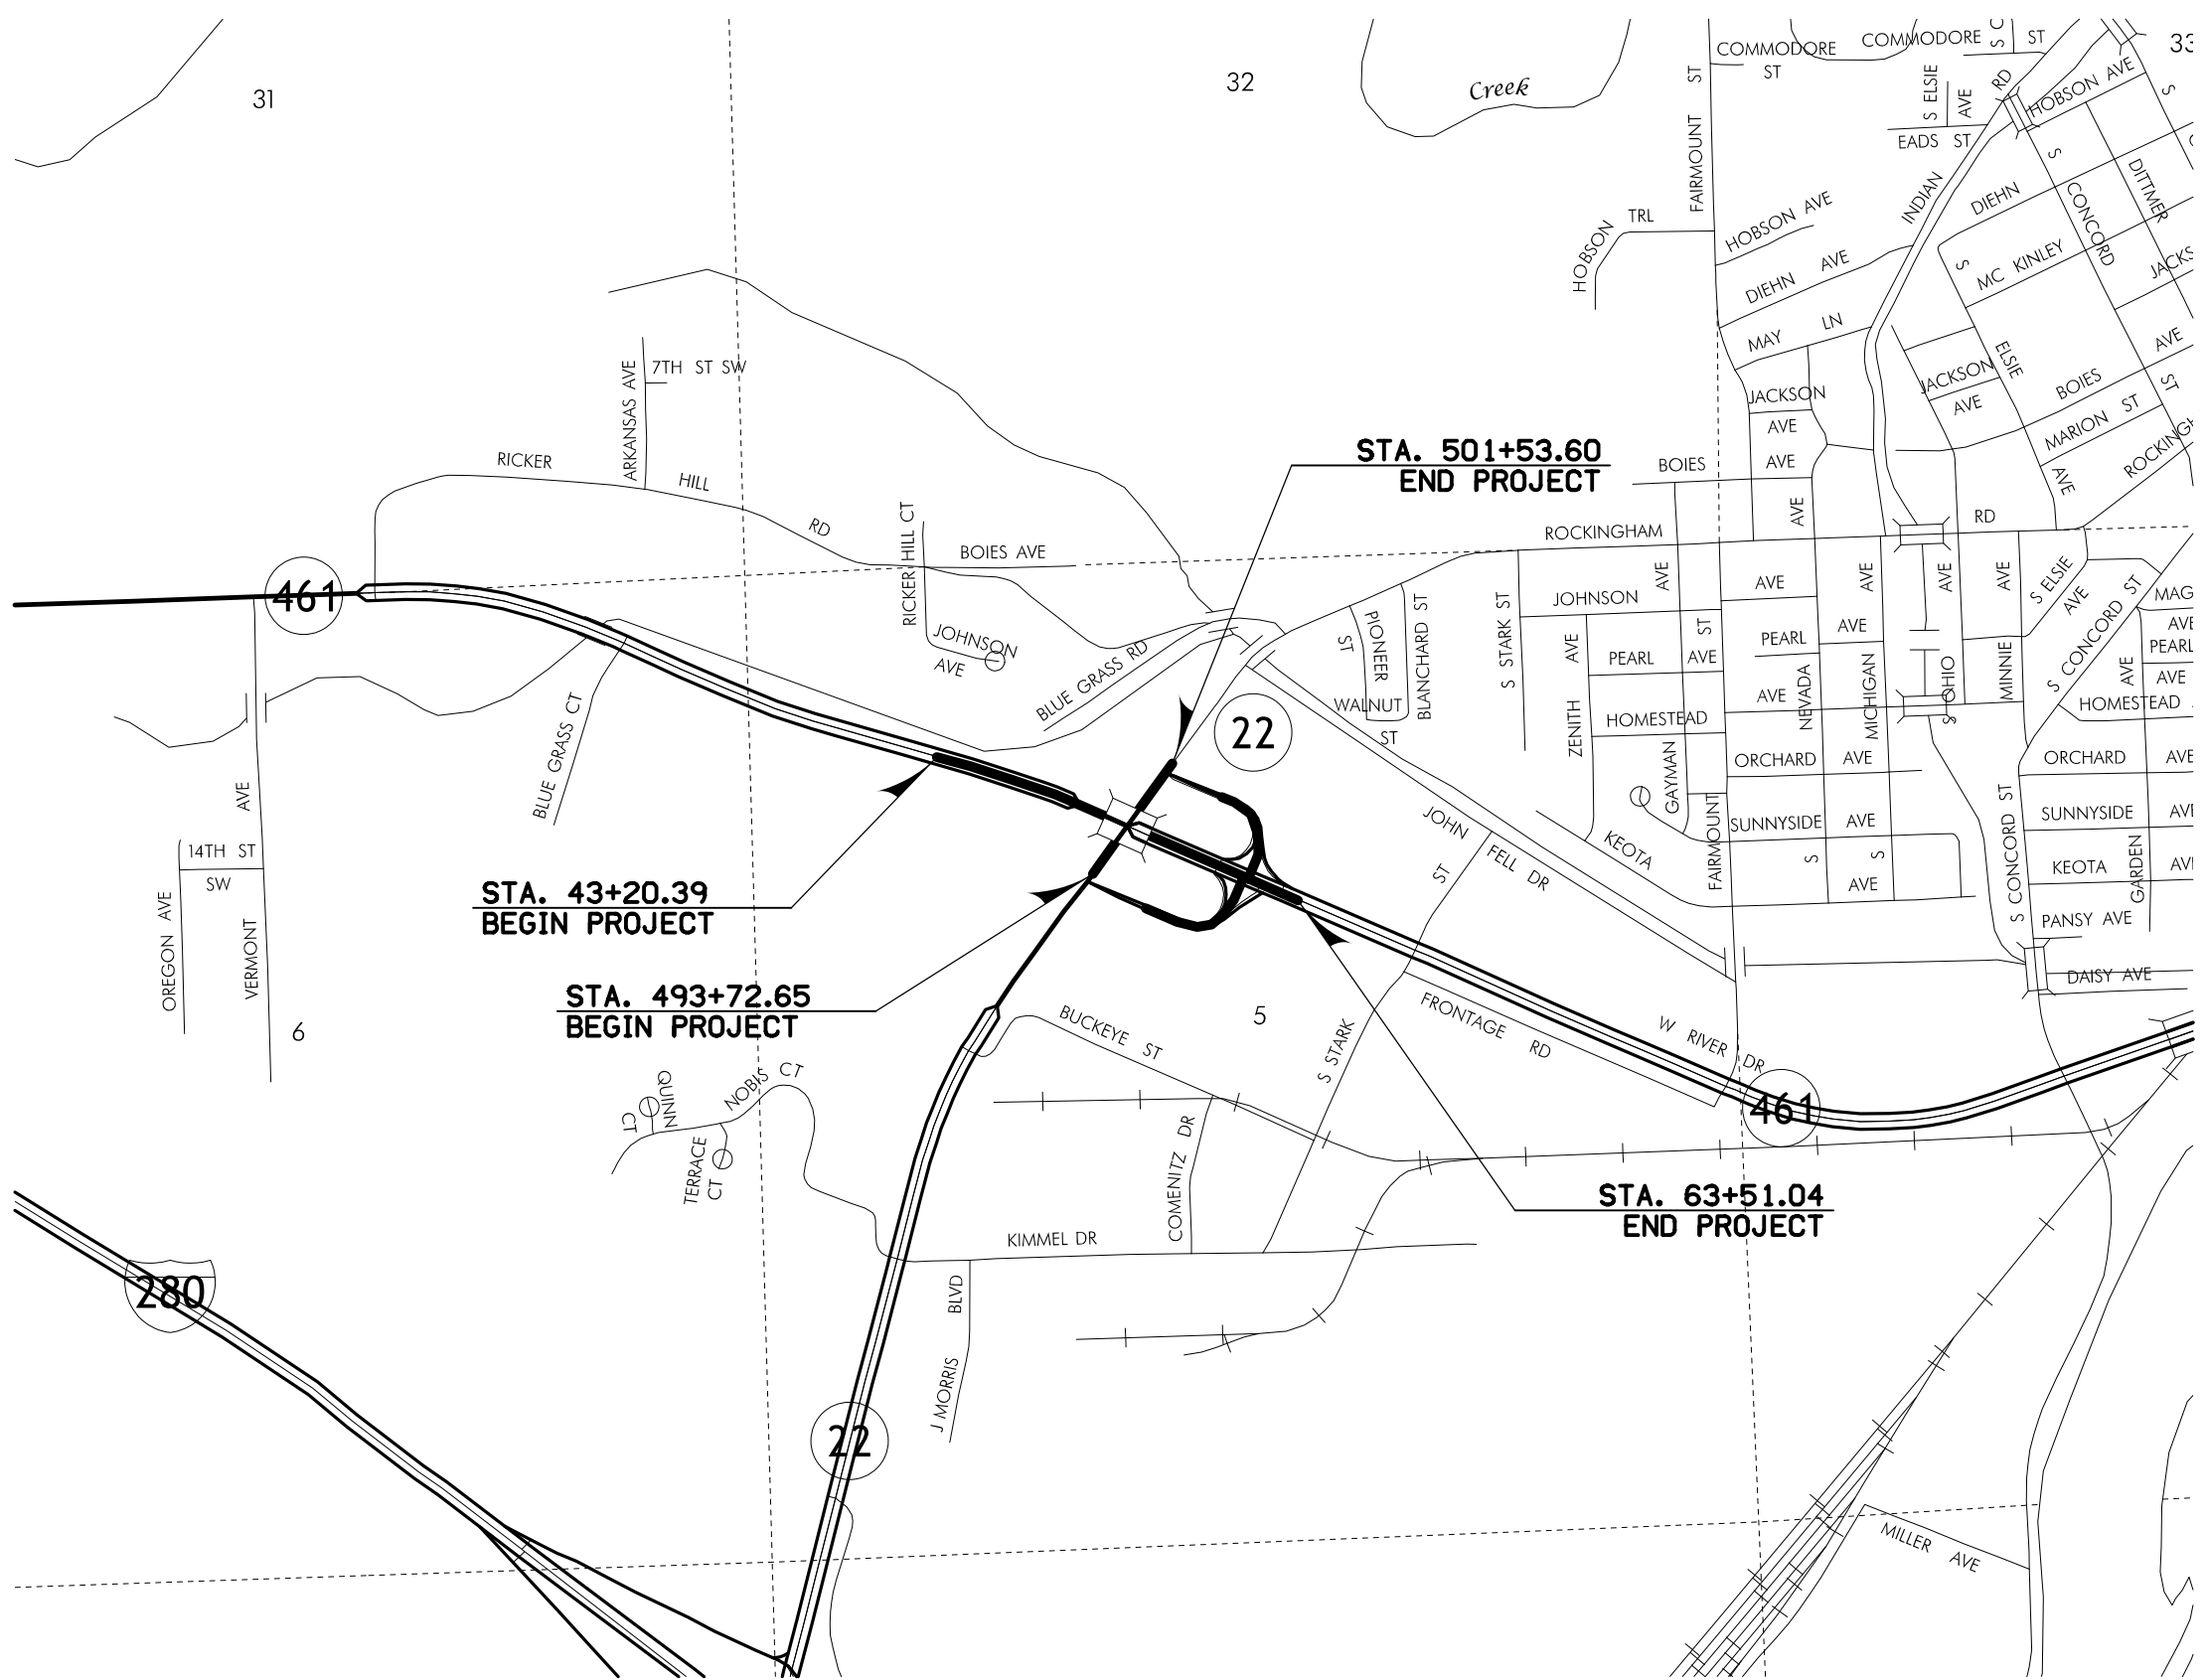 31
32
33
Creek
COMMODORE
ST
COMMODORE
ST
S C
FAIRMOUNT ST
S ELSIE
AVE
EADS ST
INDIAN RD
HOBSON AVE
S
S CONCORD
DITTMER
DIEHN
HOBSON TRL
HOBSON AVE
DIEHN AVE
MAY LN
S ELSIE
MC KINLEY
JACKS
AVE
JACKSON
AVE
BOIES
ST
MARION ST
ROCKINGH
AVE
JACKSON
AVE
BOIES AVE
AVE
ROCKINGHAM
RD
ARKANSAS AVE
7TH ST SW
RICKER
HILL
RD
RICKER HILL CT
BOIES AVE
JOHNSON
AVE
BLUE GRASS RD
BLUE GRASS CT
STA. 501+53.60
END PROJECT
461
22
PIONEER
ST
BLANCHARD ST
WALNUT
ST
S STARK ST
JOHNSON
AVE
AVE
ZENITH AVE
PEARL
AVE
ST
PEARL
AVE
AVE
AVE
AVE
AVE
HOMESTEAD
AVE
NEVADA
MICHIGAN
S OHIO
MINNIE
S ELSIE
AVE
S CONCORD ST
MAG
AVE
PEARL
AVE
AVE
HOMESTEAD
GAYMAN
ORCHARD
AVE
ORCHARD
AVE
FAIRMOUNT
SUNNYSIDE
AVE
S
S
SUNNYSIDE
AVE
KEOTA
AVE
KEOTA
AVE
GARDEN
S CONCORD ST
PANSY AVE
DAISY AVE
JOHN
FELL DR
14TH ST
SW
OREGON AVE
VERMONT
AVE
STA. 43+20.39
BEGIN PROJECT
STA. 493+72.65
BEGIN PROJECT
6
5
BUCKEYE ST
S STARK
ST
FRONTAGE RD
W RIVER DR
461
QUINN
CT
NOBIS CT
TERRACE
CT
COMENITZ DR
KIMMEL DR
STA. 63+51.04
END PROJECT
280
J MORRIS BLVD
22
MILLER AVE